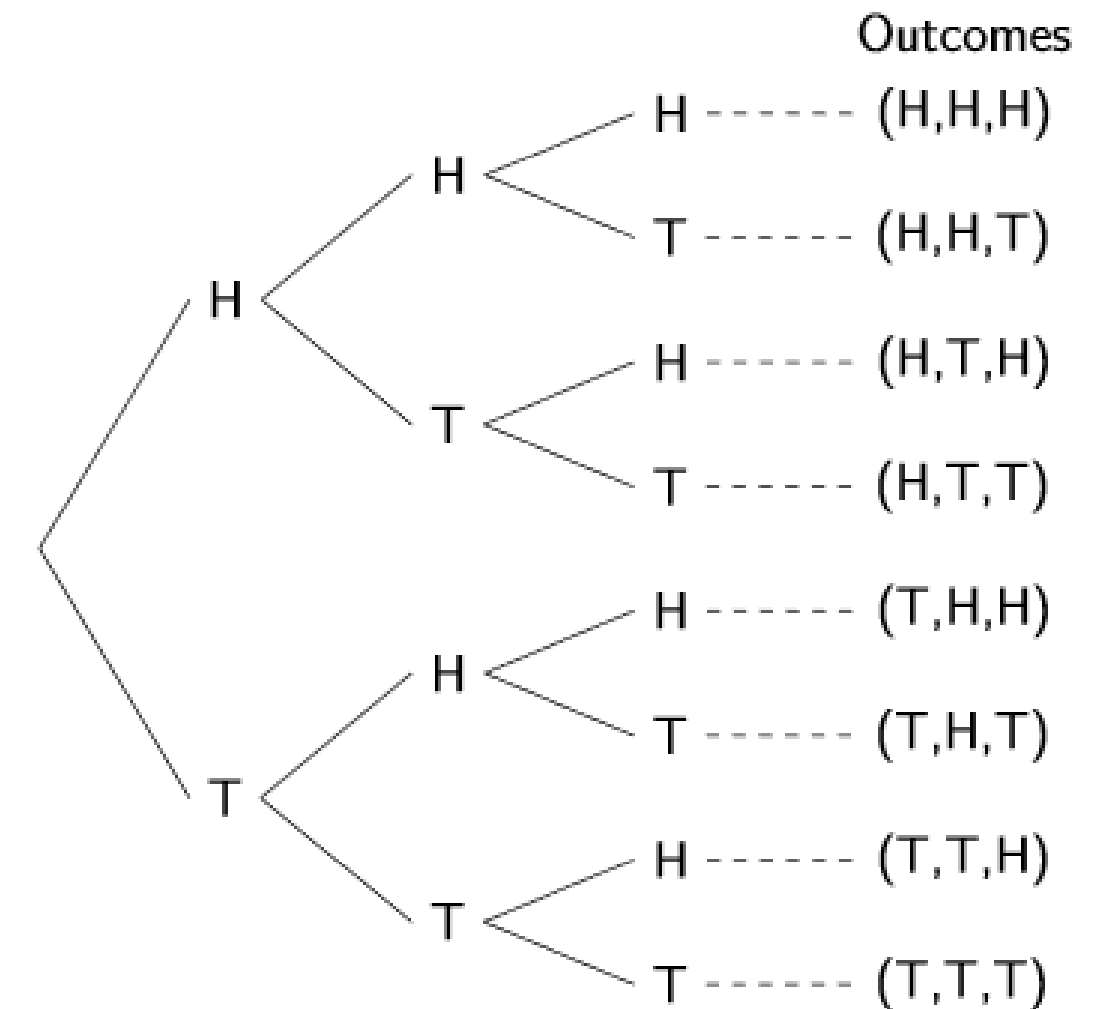 Outcomes
H (H,H,H)
H
T (H,H,T)
H
H (H,T,H)
T
T (H,T,T)
H (T,H,H)
H
T (T,H,T)
T
H (T,T,H)
T
T (T,T,T)